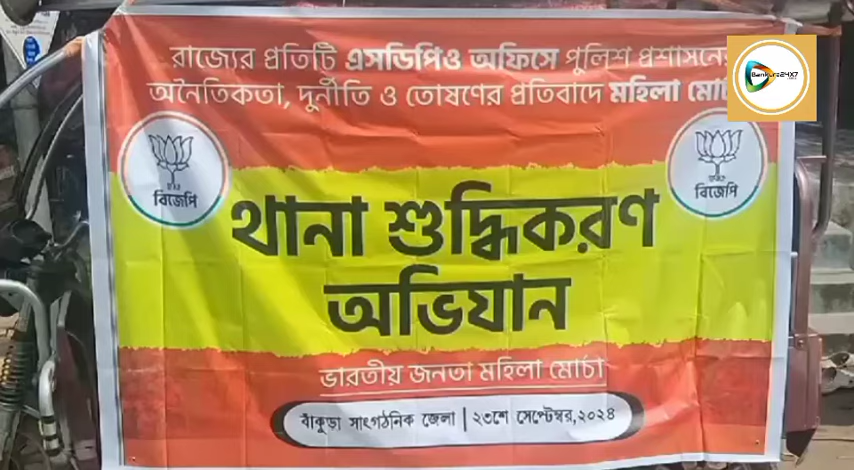 রাজ্যের প্রতিটি এসডিপিও অফিসে পুলিশ প্রশাসনের
অনৈতিকতা, দুর্নীতি ও তোষণের প্রতিবাদে মহিলা
Bankura24X7
বিজেপি
বিজেপি
থানা শুদ্ধিকরণ
অভিযান
ভারতীয় জনতা মহিলা মোর্চা
বাঁকুড়া সাংগঠনিক জেলা | ২৩শে সেপ্টেম্বর,২০২৪